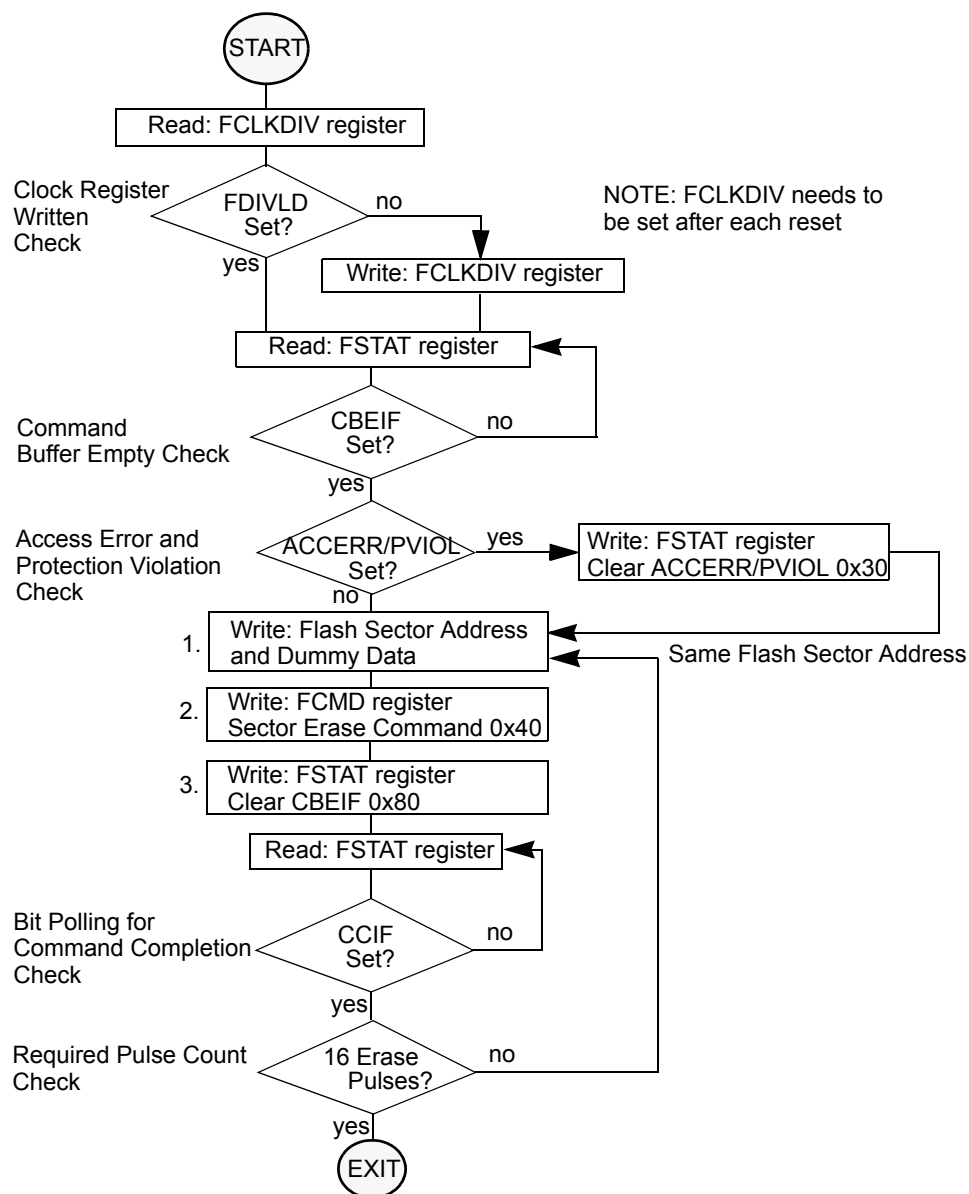 START
Read: FCLKDIV register
Clock Register
Written
Check
FDIVLD
Set?
no
yes
NOTE: FCLKDIV needs to
be set after each reset
Write: FCLKDIV register
Read: FSTAT register
Command
Buffer Empty Check
CBEIF
Set?
no
yes
Access Error and
Protection Violation
Check
ACCERR/PVIOL
Set?
yes
no
Write: FSTAT register
Clear ACCERR/PVIOL 0x30
1.
Write: Flash Sector Address
and Dummy Data
Same Flash Sector Address
2.
Write: FCMD register
Sector Erase Command 0x40
3.
Write: FSTAT register
Clear CBEIF 0x80
Read: FSTAT register
Bit Polling for
Command Completion
Check
CCIF
Set?
no
yes
Required Pulse Count
Check
16 Erase
Pulses?
no
yes
EXIT